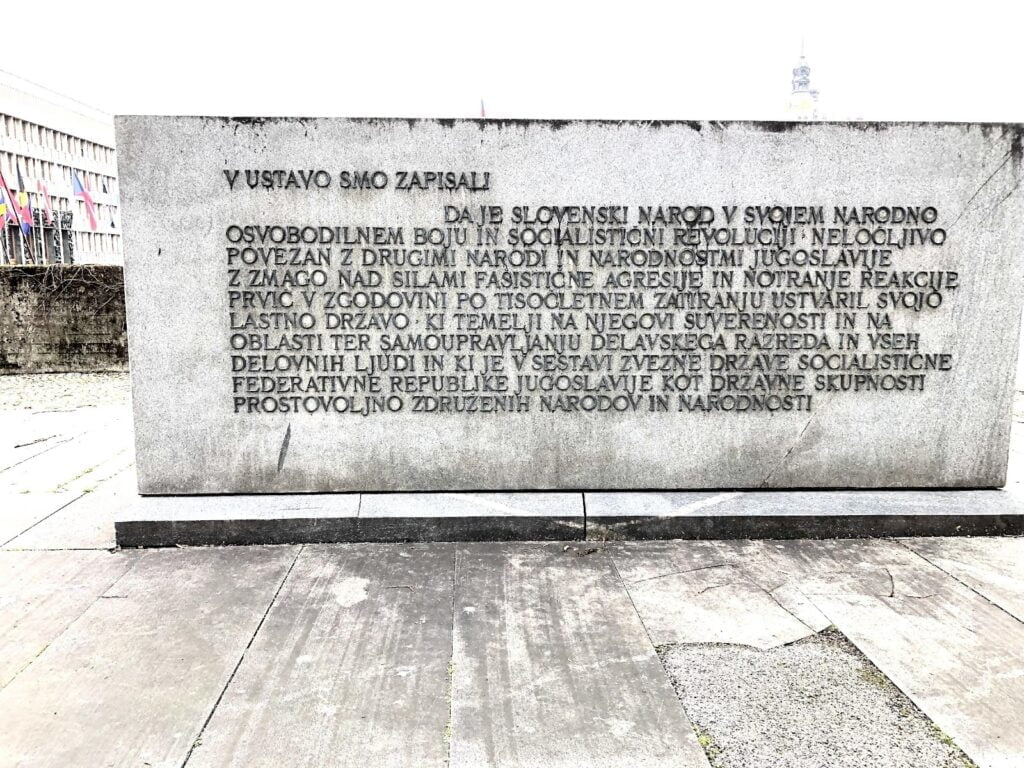 V USTAVO SMO ZAPISALI
DA JE SLOVENSKI NAROD V SVOJEM NARODNO
OSVOBODILNEM BOJU IN SOCIALISTIČNI REVOLUCIJI NELOČLJIVO
POVEZAN Z DRUGIMI NARODI IN NARODNOSTMI JUGOSLAVIJE
Z ZMAGO NAD SILAMI FAŠISTIČNE AGRESIJE IN NOTRANJE REAKCIJE
PRVIČ V ZGODOVINI PO TISOČLETNEM ZATIRANJU USTVARIL SVOJO
LASTNO DRŽAVO KI TEMELJI NA NJEGOVI SUVERENOSTI IN NA
OBLASTI TER SAMOUPRAVLJANJU DELAVSKEGA RAZREDA IN VSEH
DELOVNIH LJUDI IN KI JE V SESTAVI ZVEZNE DRŽAVE SOCIALISTIČNE
FEDERATIVNE REPUBLIKE JUGOSLAVIJE KOT DRŽAVNE SKUPNOSTI
PROSTOVOLJNO ZDRUŽENIH NARODOV IN NARODNOSTI